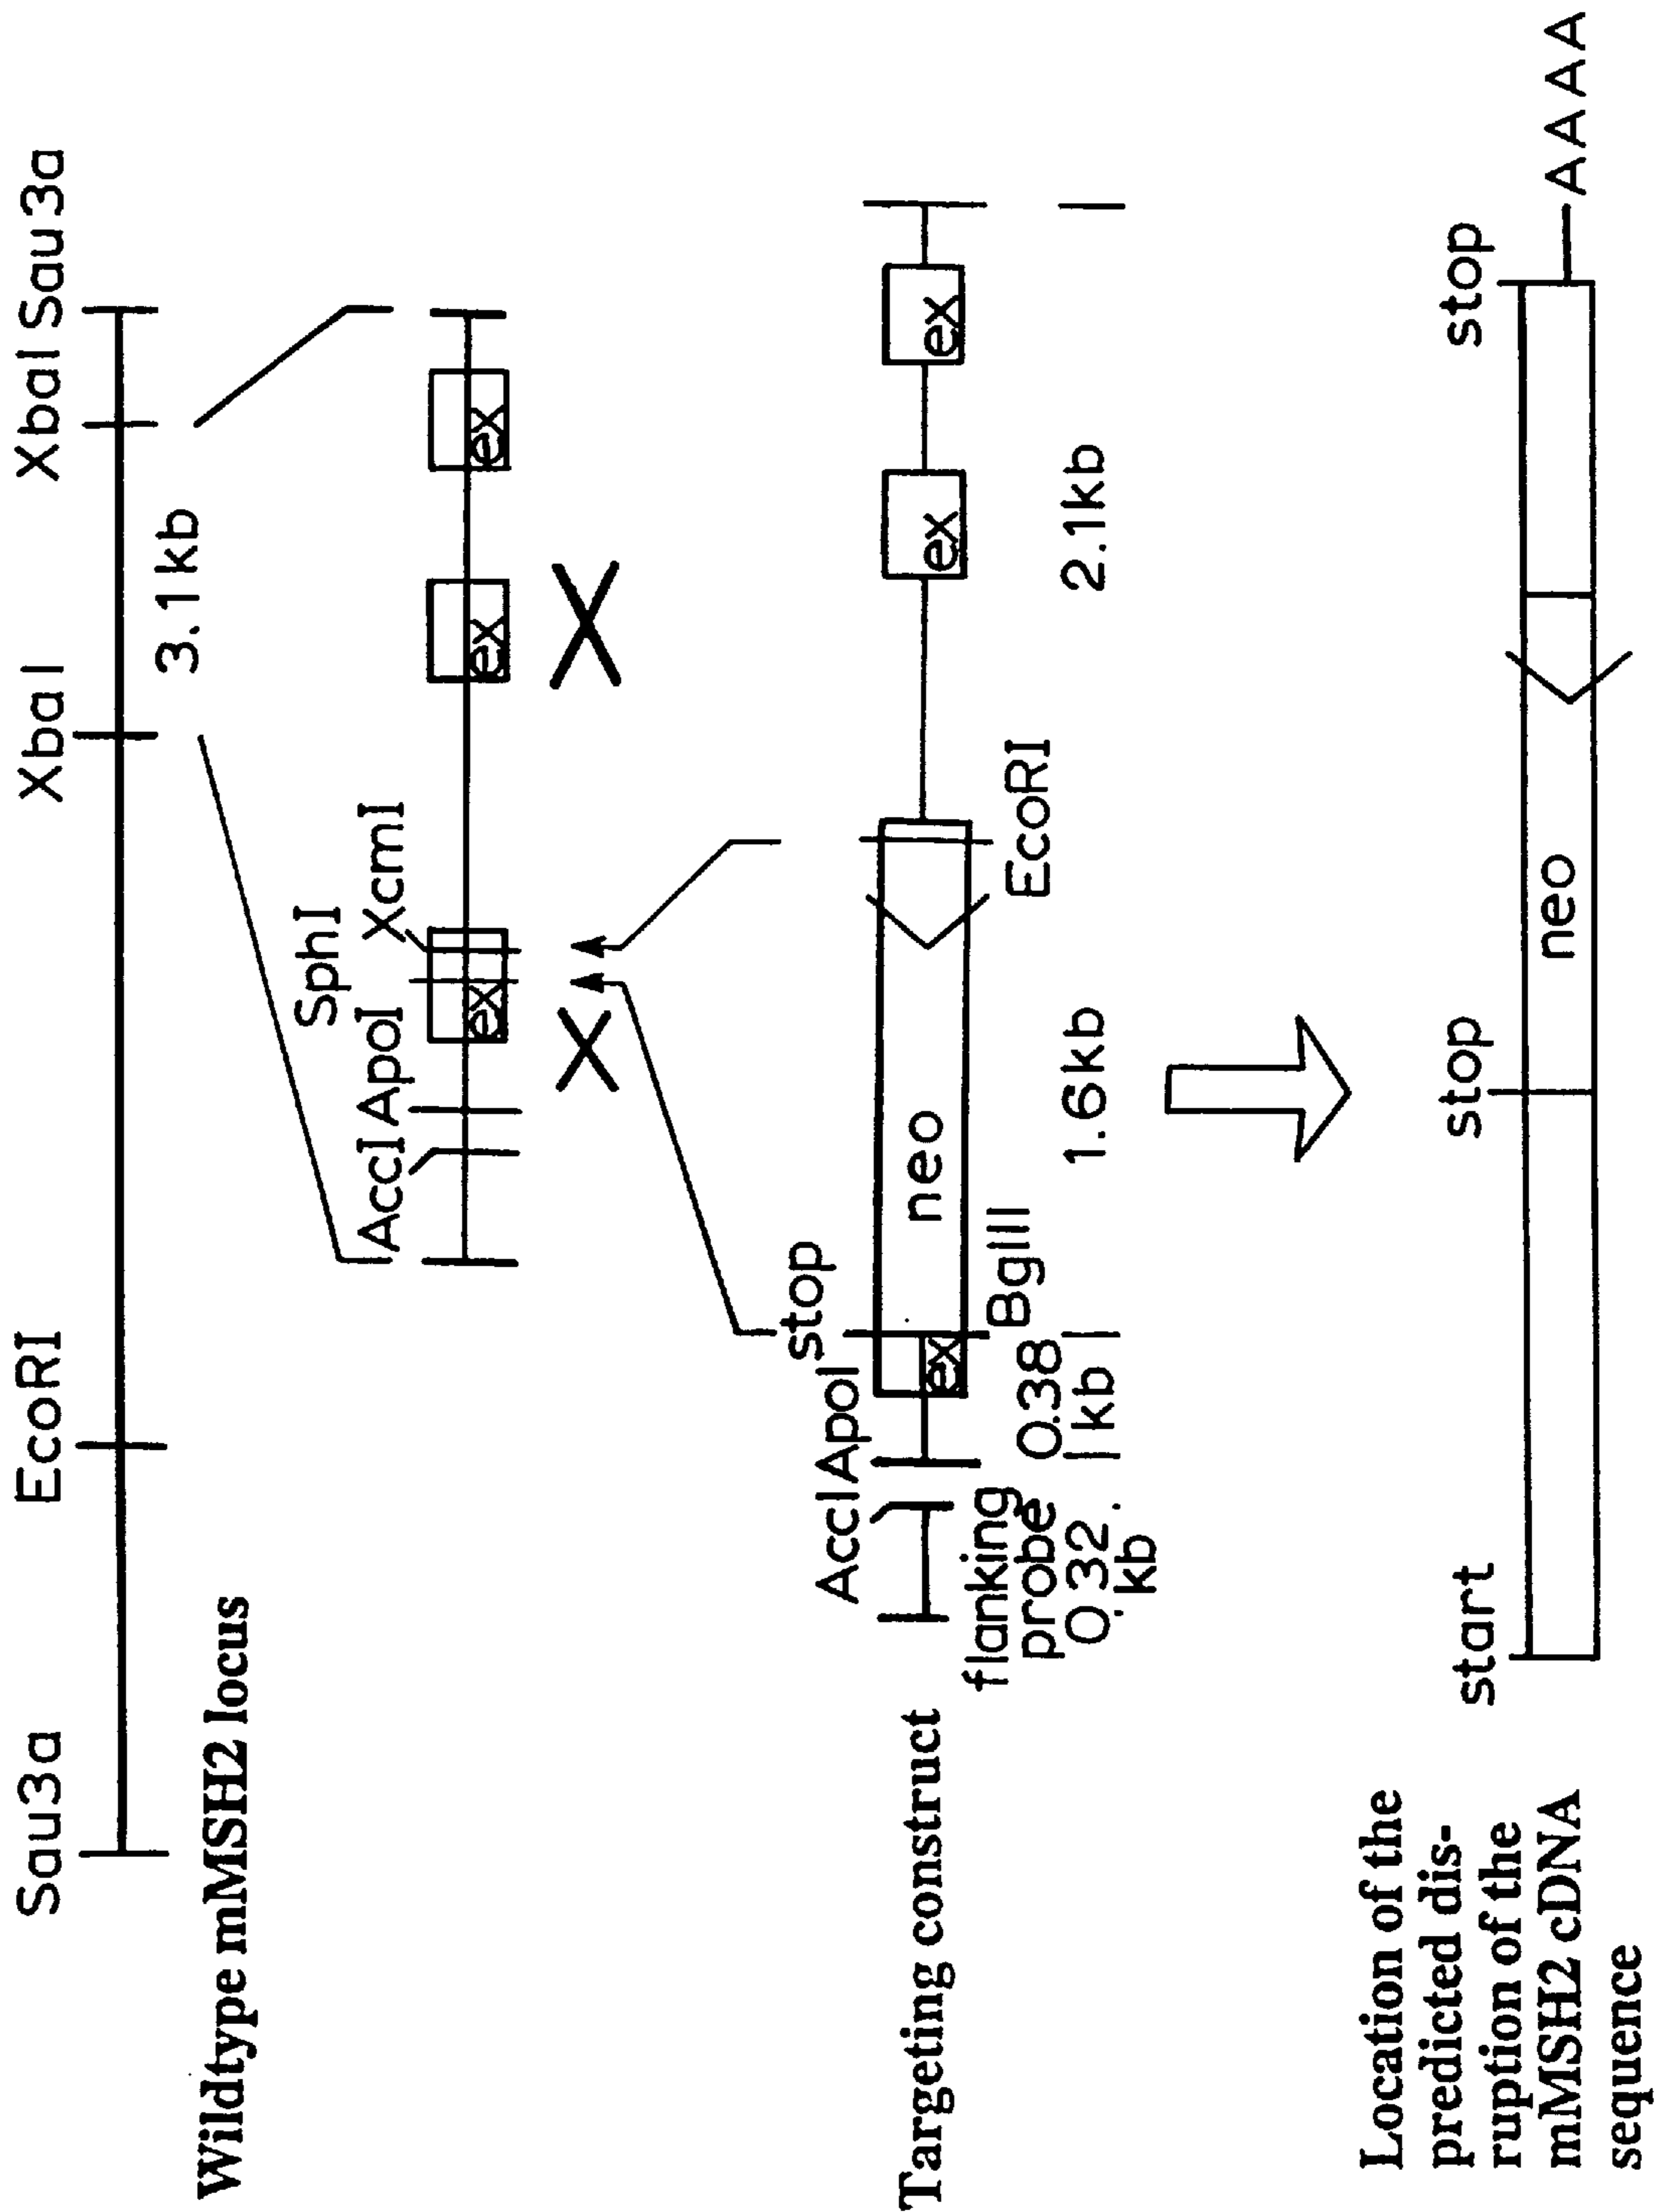 Sau3a EcoRI XbaI XbaI Sau3a
3.1kb
Wildtype mMSH2 locus
SphI
AccI ApoI XcmI
ex ex ex
X X
stop
AccI ApoI
Targeting construct
ex neo ex ex
flanking
probe
0.32
kb
BglII EcoRI
0.38
kb
1.6kb 2.1kb
start stop stop
Location of the
predicted dis-
ruption of the
mMSH2 cDNA
sequence
neo
A A A A